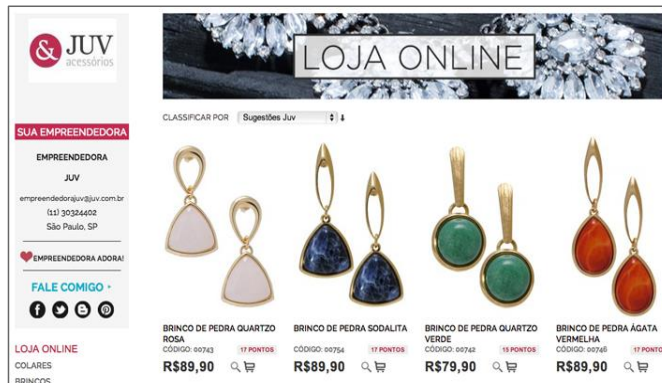 & JUV
acessórios
LOJA ONLINE
CLASSIFICAR POR Sugestões Juv
SUA EMPREENDEDORA
EMPREENDEDORA
JUV
empreendedorajuv@juv.com.br
(11) 30324402
São Paulo, SP
EMPREENDEDORA ADORA!
FALE COMIGO
LOJA ONLINE
COLARES
BRINCOS
BRINCO DE PEDRA QUARTZO
ROSA
CÓDIGO: 00743 17 PONTOS
R$89,90
BRINCO DE PEDRA SODALITA
CÓDIGO: 00754 17 PONTOS
R$89,90
BRINCO DE PEDRA QUARTZO
VERDE
CÓDIGO: 00742 15 PONTOS
R$79,90
BRINCO DE PEDRA ÁGATA
VERMELHA
CÓDIGO: 00746 17 PONTO
R$89,90